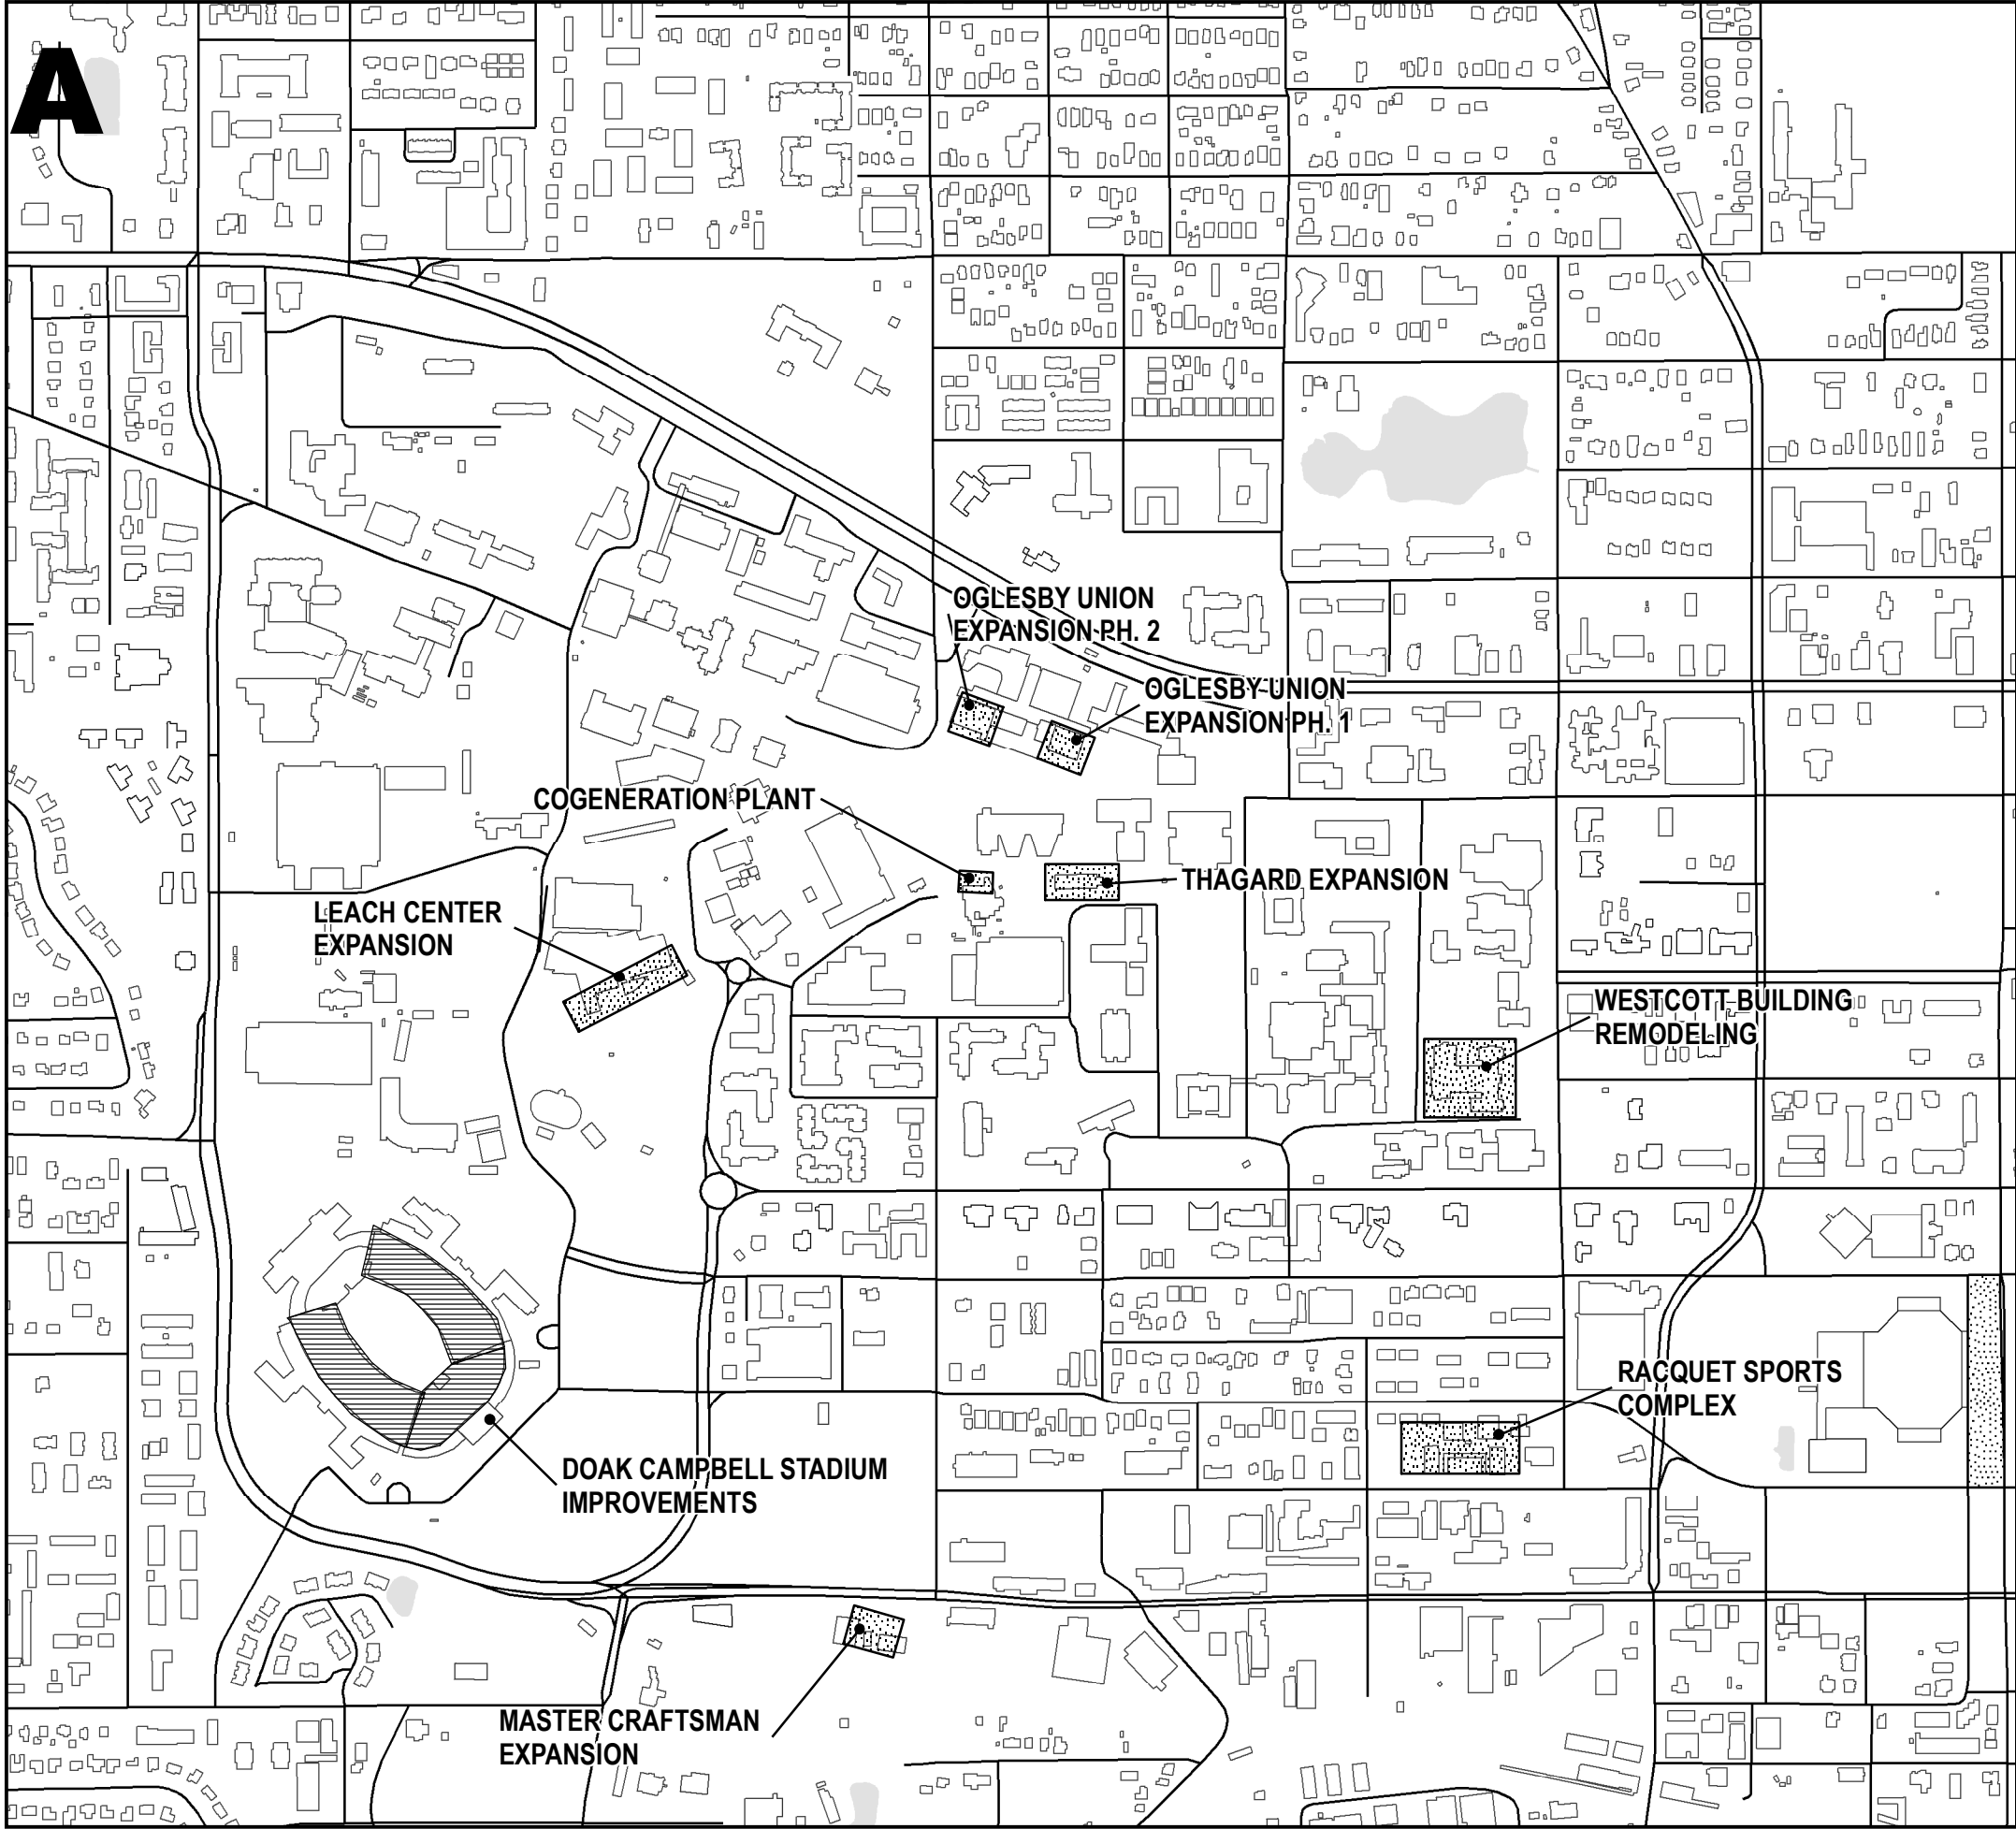 A
OGLESBY UNION
EXPANSION PH. 2
OGLESBY UNION
EXPANSION PH. 1
COGENERATION PLANT
THAGARD EXPANSION
LEACH CENTER
EXPANSION
WESTCOTT BUILDING
REMODELING
RACQUET SPORTS
COMPLEX
DOAK CAMPBELL STADIUM
IMPROVEMENTS
MASTER CRAFTSMAN
EXPANSION